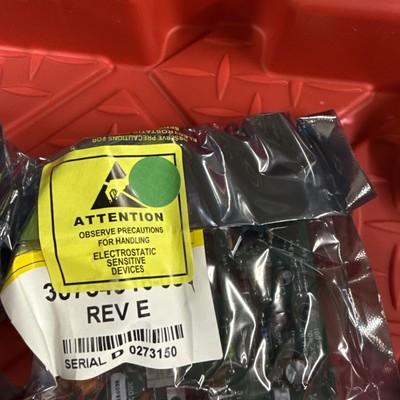 ATTENTION
OBSERVE PRECAUTIONS
FOR HANDLING
ELECTROSTATIC
SENSITIVE
DEVICES
REV E
SERIAL D 0273150